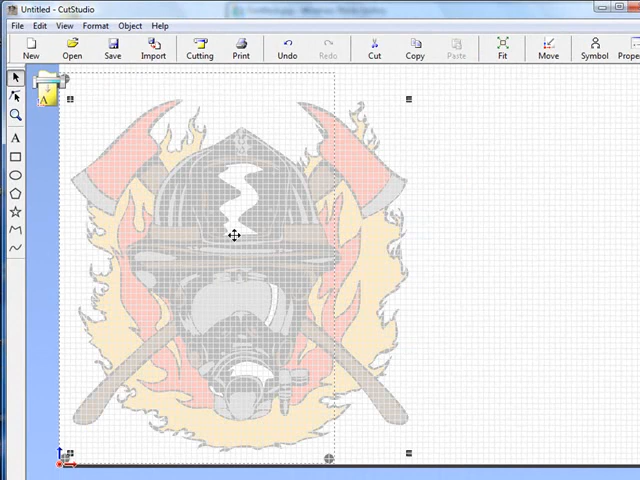 Untitled - CutStudio
File Edit View Format Object Help
New Open Save Import Cutting Print Undo Redo Cut Copy Paste Fit Move Symbol
A
A